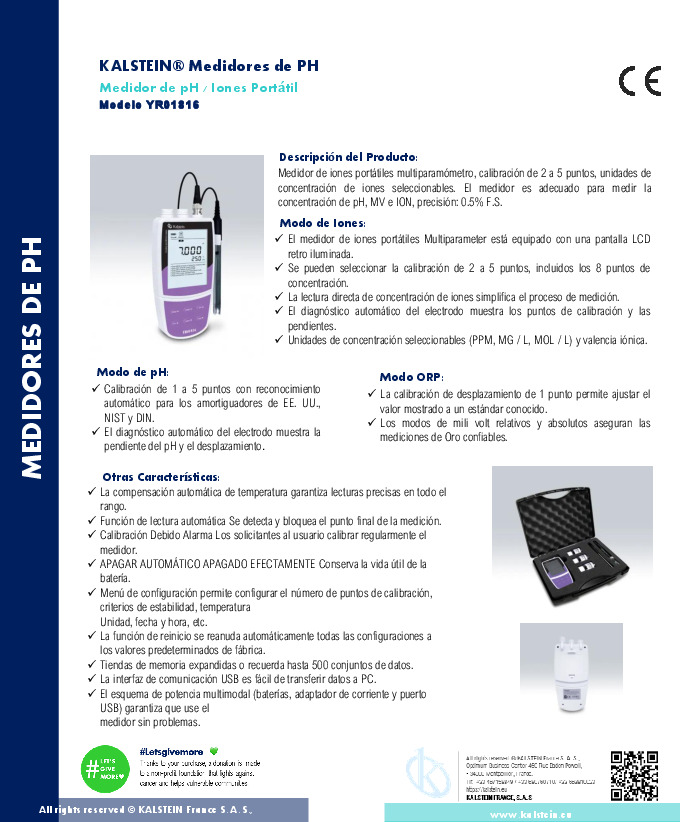 KALSTEIN® Medidores de PH
Medidor de pH / Iones Portátil
Modelo YR01816
CE
MEDIDORES DE PH
Descripción del Producto:
Medidor de iones portátiles multiparamómetro, calibración de 2 a 5 puntos, unidades de
concentración de iones seleccionables. El medidor es adecuado para medir la
concentración de pH, MV e ION, precisión: 0.5% F.S.
Modo de Iones:
✓ El medidor de iones portátiles Multiparameter está equipado con una pantalla LCD
retro iluminada.
✓ Se pueden seleccionar la calibración de 2 a 5 puntos, incluidos los 8 puntos de
concentración.
✓ La lectura directa de concentración de iones simplifica el proceso de medición.
✓ El diagnóstico automático del electrodo muestra los puntos de calibración y las
pendientes.
✓ Unidades de concentración seleccionables (PPM, MG / L, MOL / L) y valencia iónica.
7.000
Modo de pH:
✓ Calibración de 1 a 5 puntos con reconocimiento
automático para los amortiguadores de EE. UU.,
NIST y DIN.
✓ El diagnóstico automático del electrodo muestra la
pendiente del pH y el desplazamiento.
Modo ORP:
✓ La calibración de desplazamiento de 1 punto permite ajustar el
valor mostrado a un estándar conocido.
✓ Los modos de mili volt relativos y absolutos aseguran las
mediciones de Oro confiables.
Otras Características:
✓ La compensación automática de temperatura garantiza lecturas precisas en todo el
rango.
✓ Función de lectura automática Se detecta y bloquea el punto final de la medición.
✓ Calibración Debido Alarma Los solicitantes al usuario calibrar regularmente el
medidor.
✓ APAGAR AUTOMÁTICO APAGADO EFECTAMENTE Conserva la vida útil de la
batería.
✓ Menú de configuración permite configurar el número de puntos de calibración,
criterios de estabilidad, temperatura
Unidad, fecha y hora, etc.
✓ La función de reinicio se reanuda automáticamente todas las configuraciones a
los valores predeterminados de fábrica.
✓ Tiendas de memoria expandidas o recuerda hasta 500 conjuntos de datos.
✓ La interfaz de comunicación USB es fácil de transferir datos a PC.
✓ El esquema de potencia multimodal (baterías, adaptador de corriente y puerto
USB) garantiza que use el
medidor sin problemas.
# LET'S
GIVE
MORE
#Letsgivemore
Thanks to your purchase, a donation is made
to a non-profit foundation that fights against
cancer and helps vulnerable communities
All rights reserved © KALSTEIN France S. A. S.,
Optimum Business Center 450 Rue Baden Powell,
• 34000 Montpellier, France.
https://kalstein.eu
KALSTEIN FRANCE, S.A.S
All rights reserved © KALSTEIN France S. A. S.,
www.kalstein.eu